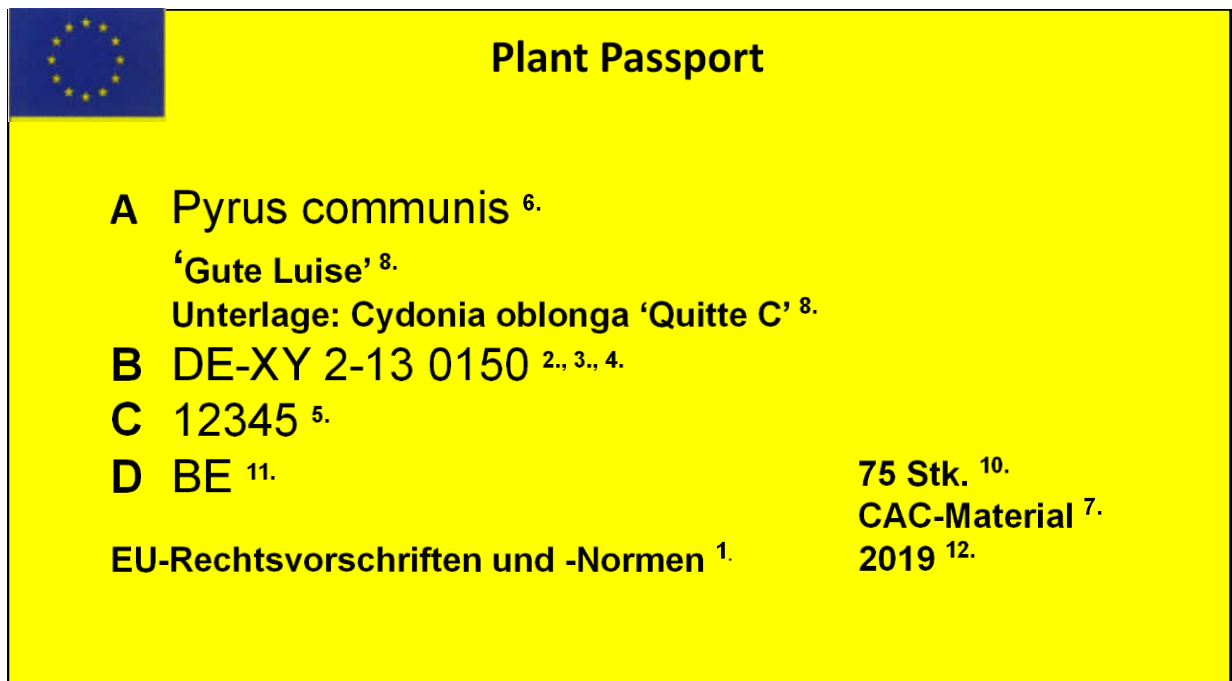 Plant Passport
A Pyrus communis 6.
‘Gute Luise’ 8.
Unterlage: Cydonia oblonga ‘Quitte C’ 8.
B DE-XY 2-13 0150 2., 3., 4.
C 12345 5.
D BE 11.
75 Stk. 10.
CAC-Material 7.
EU-Rechtsvorschriften und -Normen 1.
2019 12.